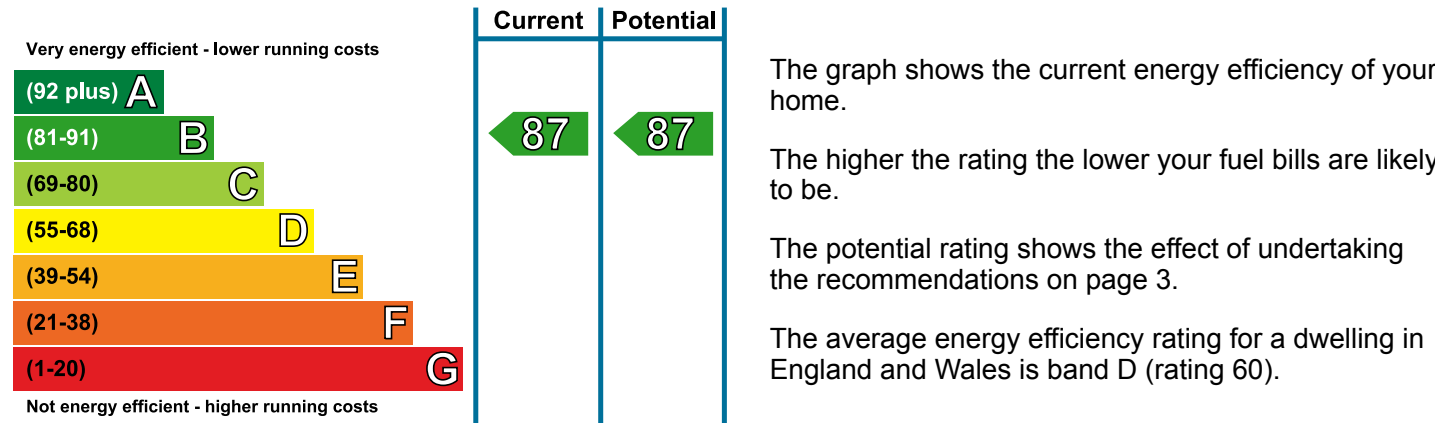 Current Potential
Very energy efficient - lower running costs
(92 plus) A
(81-91) B
87 87
(69-80) C
(55-68) D
(39-54) E
(21-38) F
(1-20) G
Not energy efficient - higher running costs
The graph shows the current energy efficiency of your
home.
The higher the rating the lower your fuel bills are likely
to be.
The potential rating shows the effect of undertaking
the recommendations on page 3.
The average energy efficiency rating for a dwelling in
England and Wales is band D (rating 60).